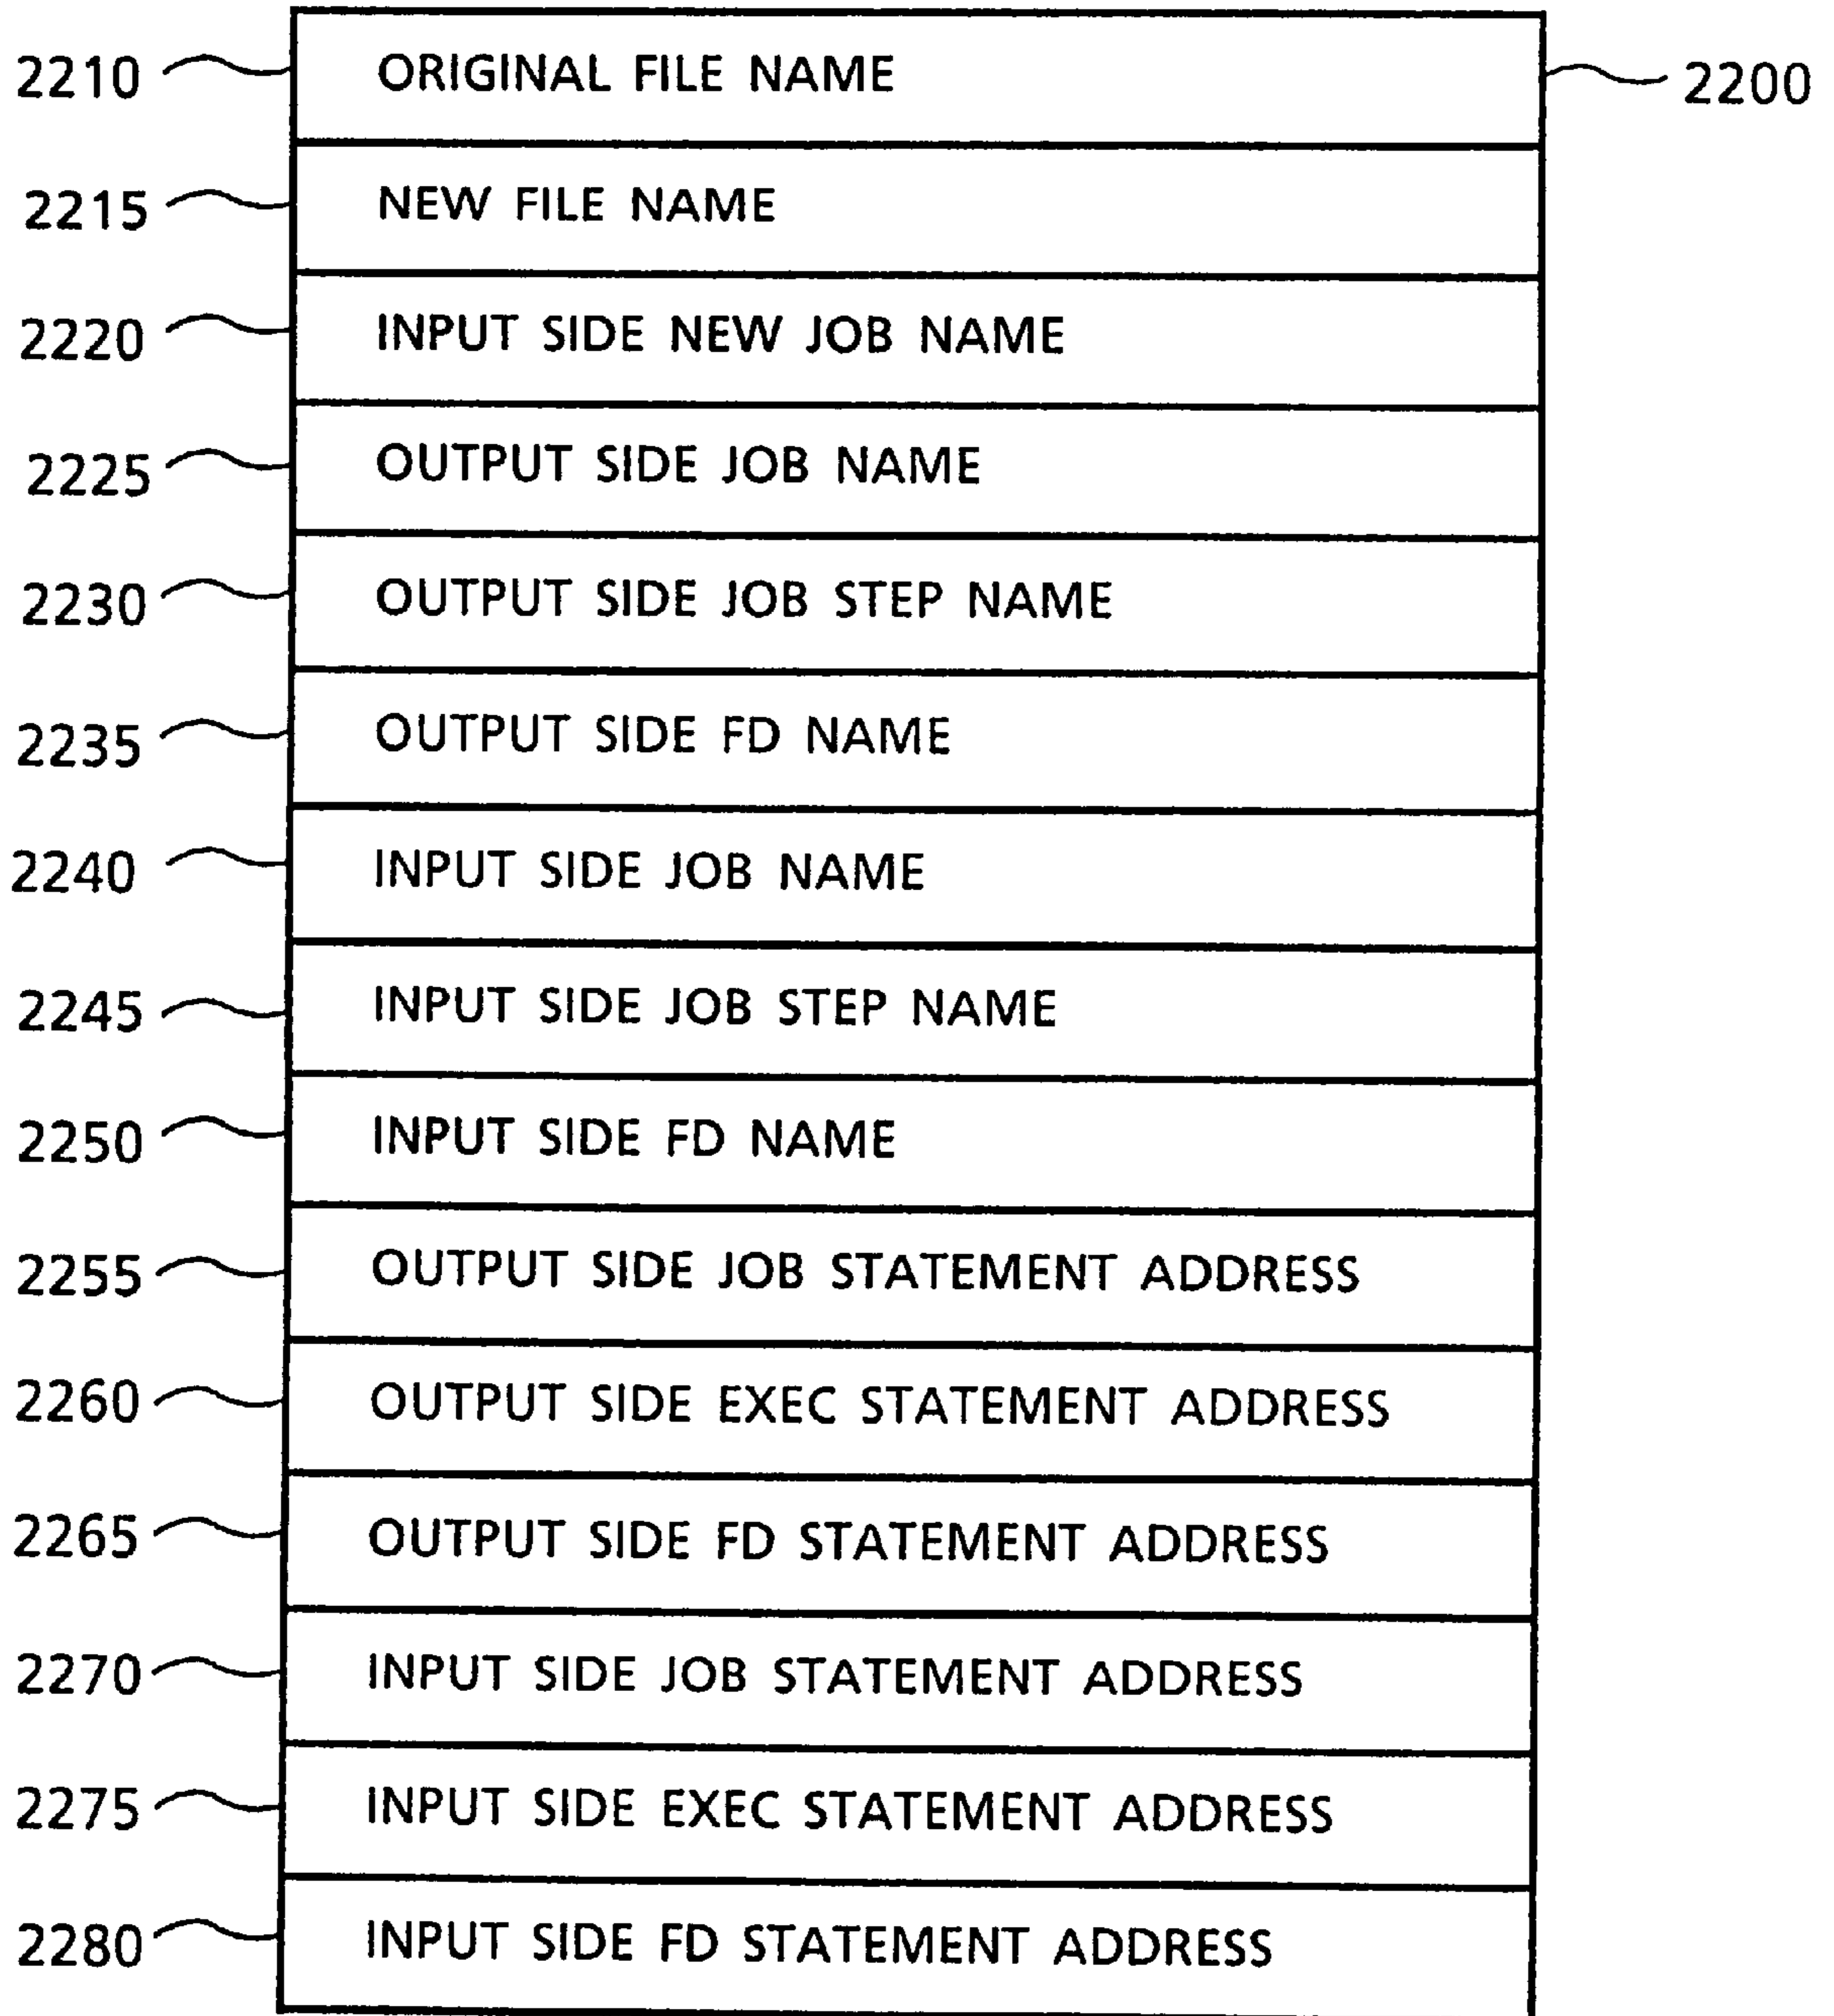 2210 ORIGINAL FILE NAME 2200
2215 NEW FILE NAME
2220 INPUT SIDE NEW JOB NAME
2225 OUTPUT SIDE JOB NAME
2230 OUTPUT SIDE JOB STEP NAME
2235 OUTPUT SIDE FD NAME
2240 INPUT SIDE JOB NAME
2245 INPUT SIDE JOB STEP NAME
2250 INPUT SIDE FD NAME
2255 OUTPUT SIDE JOB STATEMENT ADDRESS
2260 OUTPUT SIDE EXEC STATEMENT ADDRESS
2265 OUTPUT SIDE FD STATEMENT ADDRESS
2270 INPUT SIDE JOB STATEMENT ADDRESS
2275 INPUT SIDE EXEC STATEMENT ADDRESS
2280 INPUT SIDE FD STATEMENT ADDRESS